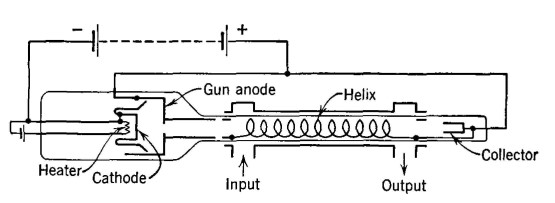 − +
Gun anode
Helix
Heater
Cathode
Input
Output
Collector